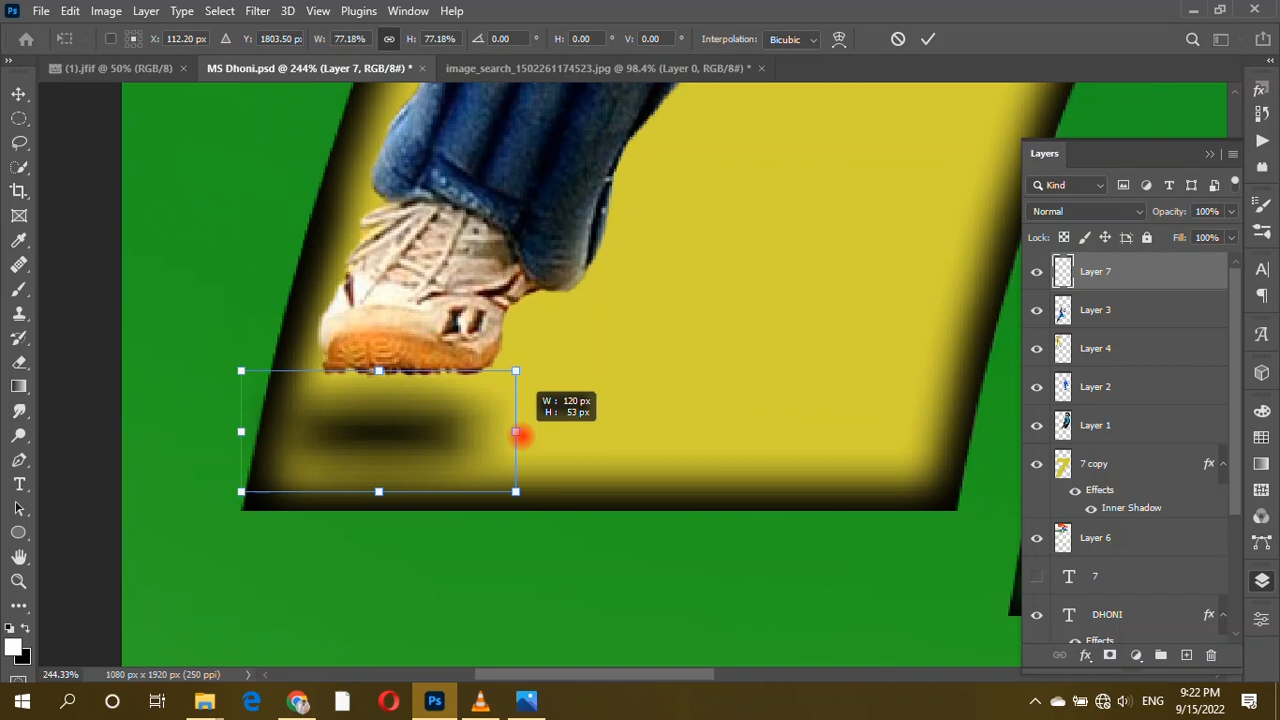 Ps File Edit Image Layer Type Select Filter 3D View Plugins Window Help
X: 112.20 px Y: 1803.50 px W: 77.18% H: 77.18% 0.00 ° H: 0.00 ° V: 0.00 ° Interpolation: Bicubic
(1).jfif @ 50% (RGB/8) × MS Dhoni.psd @ 244% (Layer 7, RGB/8#) * × image_search_1502261174523.jpg @ 98.4% (Layer 0, RGB/8#) * ×
Layers
Kind
Normal Opacity: 100%
Lock: Fill: 100%
Layer 7
Layer 3
Layer 4
Layer 2
Layer 1
7 copy fx
Effects
Inner Shadow
Layer 6
T 7
T DHONI fx
Effects
W : 120 px
H : 53 px
244.33% 1080 px x 1920 px (250 ppi)
ENG
9:22 PM
9/15/2022